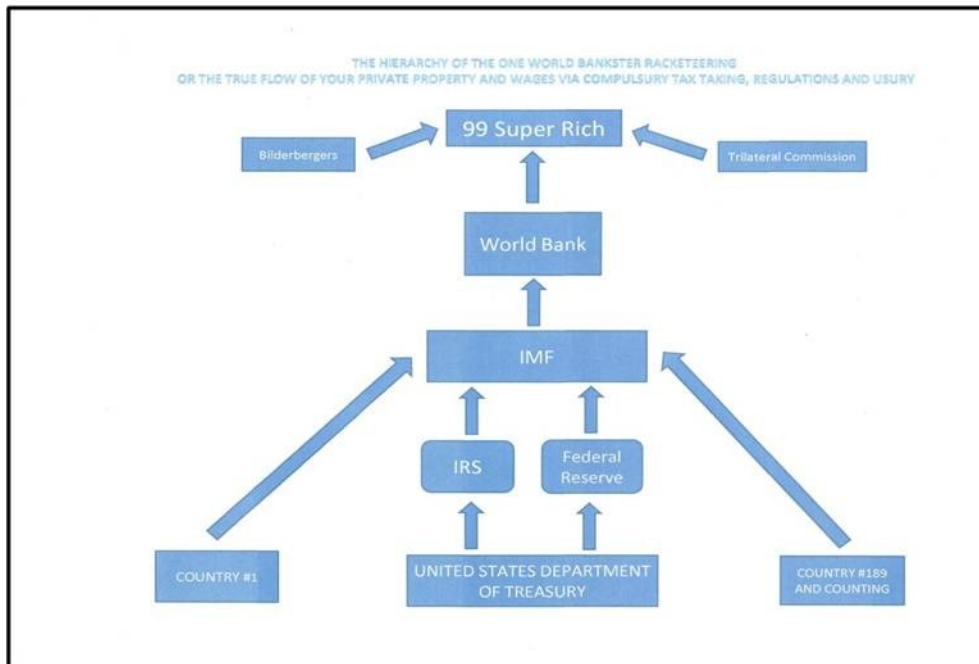 THE HIERARCHY OF THE ONE WORLD BANKSTER RACKETEERING
OR THE TRUE FLOW OF YOUR PRIVATE PROPERTY AND WAGES VIA COMPULSURY TAX TAKING, REGULATIONS AND USURY
99 Super Rich
Bilderbergers
Trilateral Commission
World Bank
IMF
IRS
Federal
Reserve
COUNTRY #1
UNITED STATES DEPARTMENT
OF TREASURY
COUNTRY #189
AND COUNTING